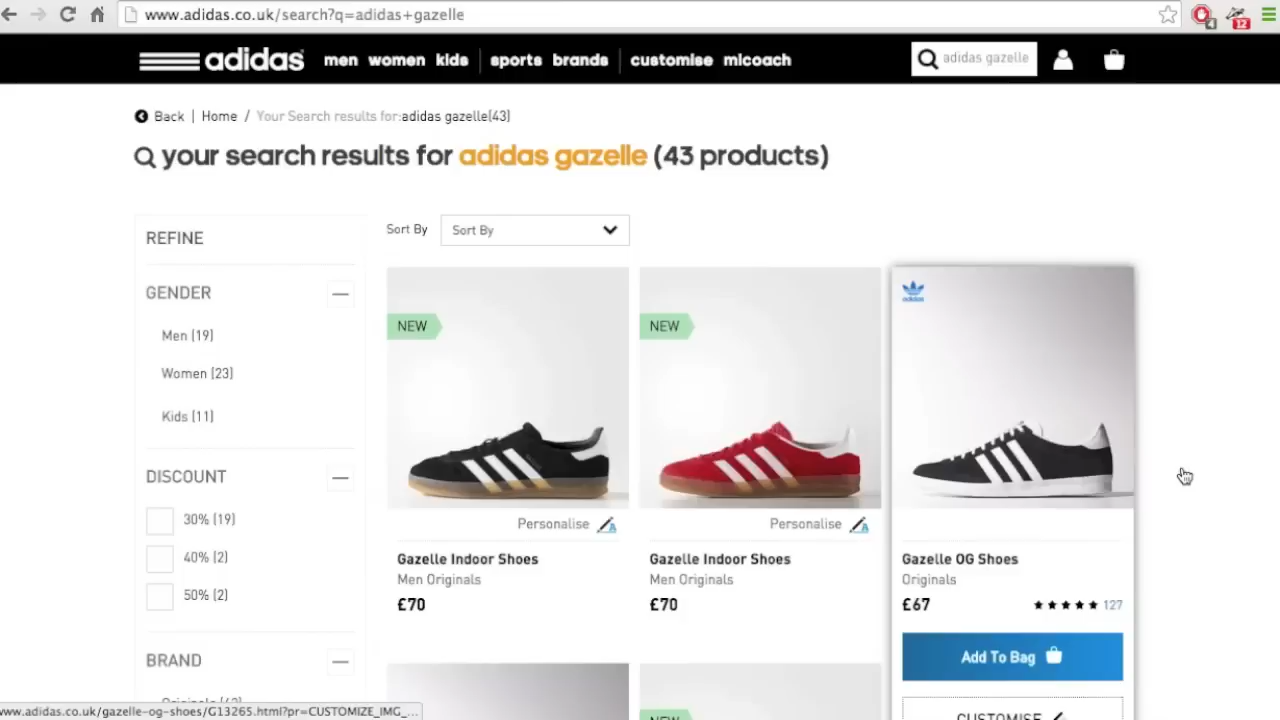 www.adidas.co.uk/search?q=adidas+gazelle
4
12
adidas men women kids sports brands customise micoach adidas gazelle
Back | Home / Your Search results for:adidas gazelle(43)
your search results for adidas gazelle (43 products)
REFINE
GENDER
Men (19)
Women (23)
Kids (11)
DISCOUNT
30% (19)
40% (2)
50% (2)
BRAND
Sort By Sort By
NEW
Personalise
Gazelle Indoor Shoes
Men Originals
£70
NEW
Personalise
Gazelle Indoor Shoes
Men Originals
£70
adidas
Gazelle OG Shoes
Originals
£67 127
Add To Bag
CUSTOMISE
NEW
www.adidas.co.uk/gazelle-og-shoes/G13265.html?pr=CUSTOMIZE_IMG_...